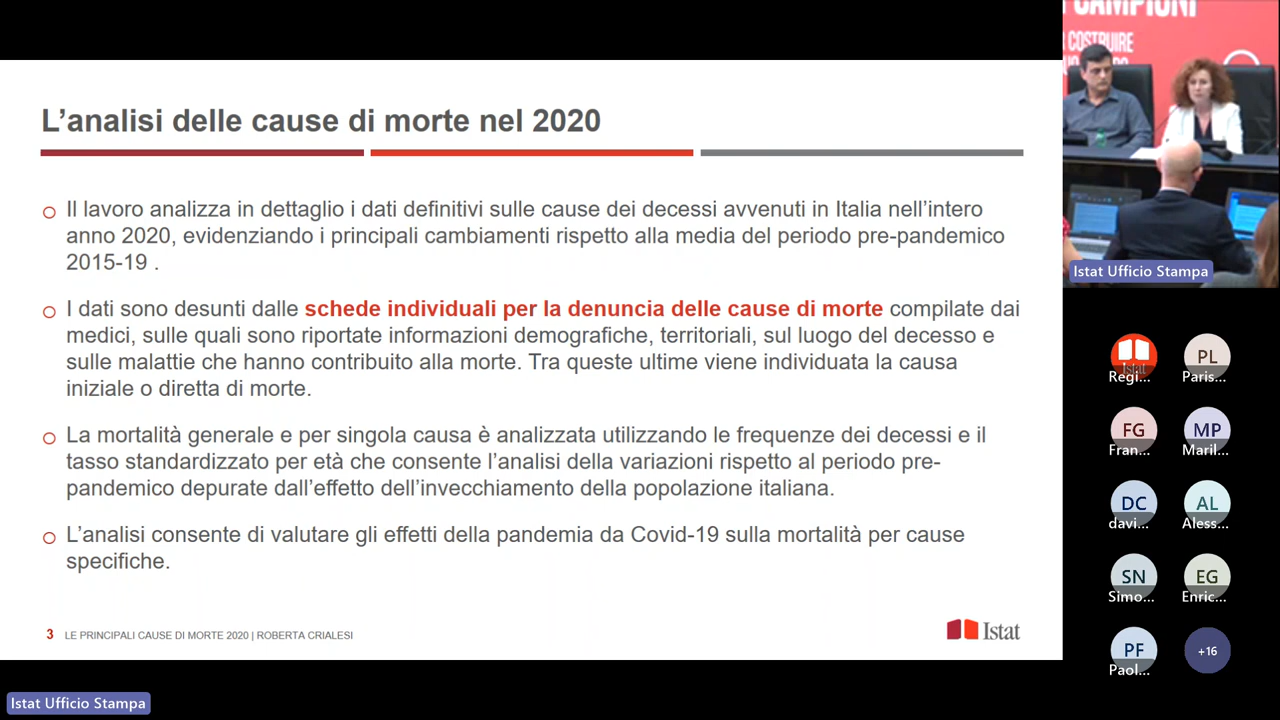 L’analisi delle cause di morte nel 2020
Il lavoro analizza in dettaglio i dati definitivi sulle cause dei decessi avvenuti in Italia nell’intero
anno 2020, evidenziando i principali cambiamenti rispetto alla media del periodo pre-pandemico
2015-19 .
I dati sono desunti dalle schede individuali per la denuncia delle cause di morte compilate dai
medici, sulle quali sono riportate informazioni demografiche, territoriali, sul luogo del decesso e
sulle malattie che hanno contribuito alla morte. Tra queste ultime viene individuata la causa
iniziale o diretta di morte.
La mortalità generale e per singola causa è analizzata utilizzando le frequenze dei decessi e il
tasso standardizzato per età che consente l’analisi della variazioni rispetto al periodo pre-
pandemico depurate dall’effetto dell’invecchiamento della popolazione italiana.
L’analisi consente di valutare gli effetti della pandemia da Covid-19 sulla mortalità per cause
specifiche.
3 LE PRINCIPALI CAUSE DI MORTE 2020 | ROBERTA CRIALESI
Istat
Istat Ufficio Stampa
CAMPIONI
COSTRUIRE
Istat Ufficio Stampa
Istat
Regi...
PL
Paris...
FG
Fran...
MP
Maril...
DC
davi...
AL
Aless...
SN
Simo...
EG
Enric...
PF
Paol...
+16